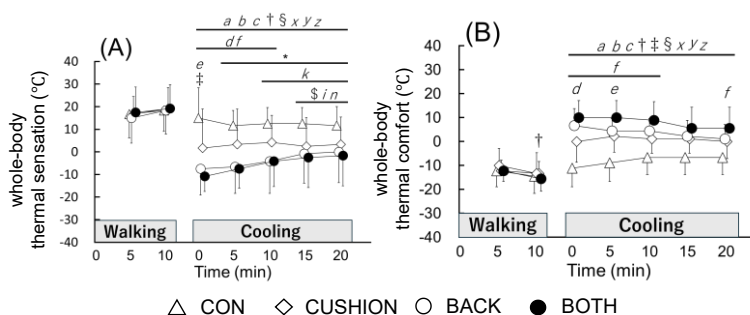 (A)
whole-body
thermal sensation (°C)
40
30
20
10
0
-10
-20
-30
-40
a b c † § x y z
d f
*
e
k
‡
$ i n
Walking
Cooling
0 5 10 0 5 10 15 20
Time (min)
(B)
whole-body
thermal comfort (°C)
40
30
20
10
0
-10
-20
-30
-40
a b c † ‡ § x y z
f
d e f
†
Walking
Cooling
0 5 10 0 5 10 15 20
Time (min)
CON CUSHION BACK BOTH